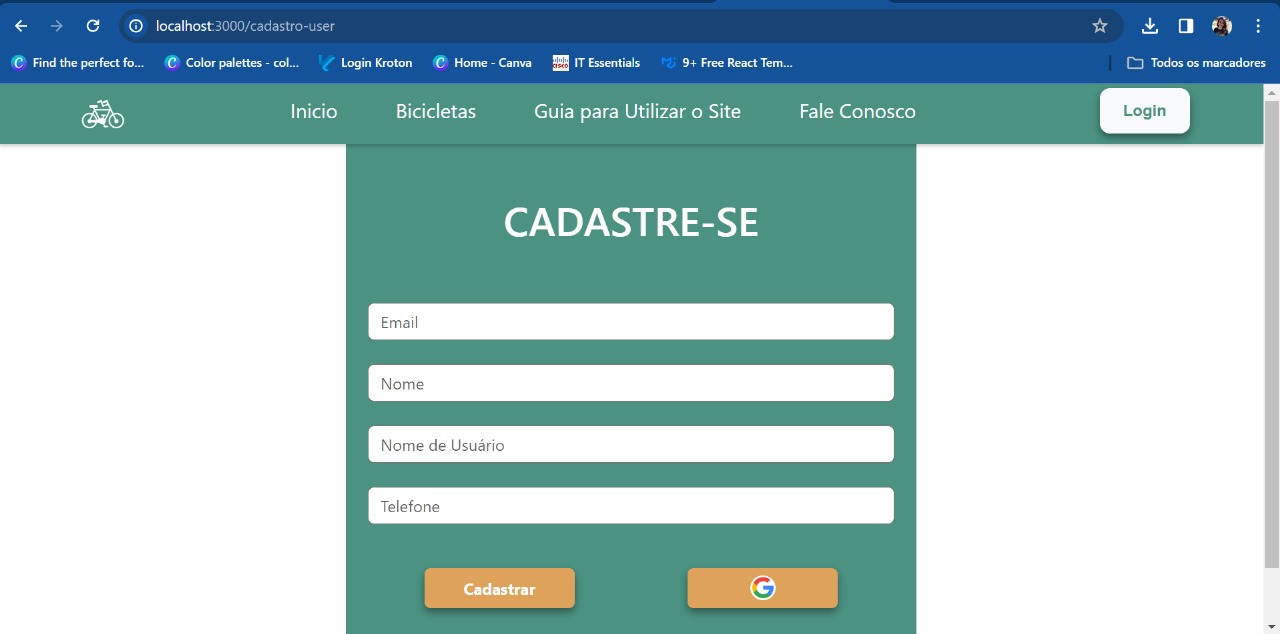 localhost:3000/cadastro-user
Find the perfect fo... Color palettes - col... Login Kroton Home - Canva IT Essentials 9+ Free React Tem... Todos os marcadores
Inicio Bicicletas Guia para Utilizar o Site Fale Conosco Login
CADASTRE-SE
Email
Nome
Nome de Usuário
Telefone
Cadastrar